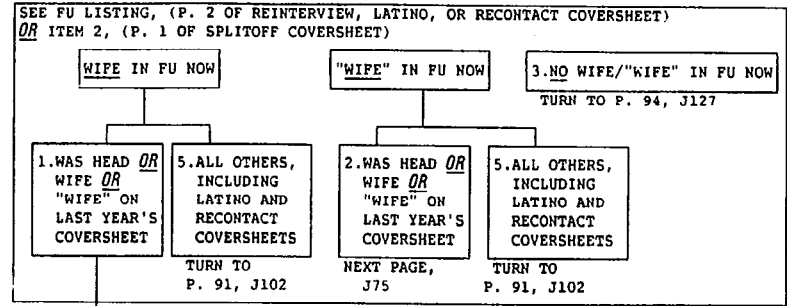 SEE FU LISTING, (P. 2 OF REINTERVIEW, LATINO, OR RECONTACT COVERSHEET)
OR ITEM 2, (P. 1 OF SPLITOFF COVERSHEET)
WIFE IN FU NOW
"WIFE" IN FU NOW
3.NO WIFE/"WIFE" IN FU NOW
TURN TO P. 94, J127
1.WAS HEAD OR
WIFE OR
"WIFE" ON
LAST YEAR'S
COVERSHEET
5.ALL OTHERS,
INCLUDING
LATINO AND
RECONTACT
COVERSHEETS
TURN TO
P. 91, J102
2.WAS HEAD OR
WIFE OR
"WIFE" ON
LAST YEAR'S
COVERSHEET
NEXT PAGE,
J75
5.ALL OTHERS,
INCLUDING
LATINO AND
RECONTACT
COVERSHEETS
TURN TO
P. 91, J102